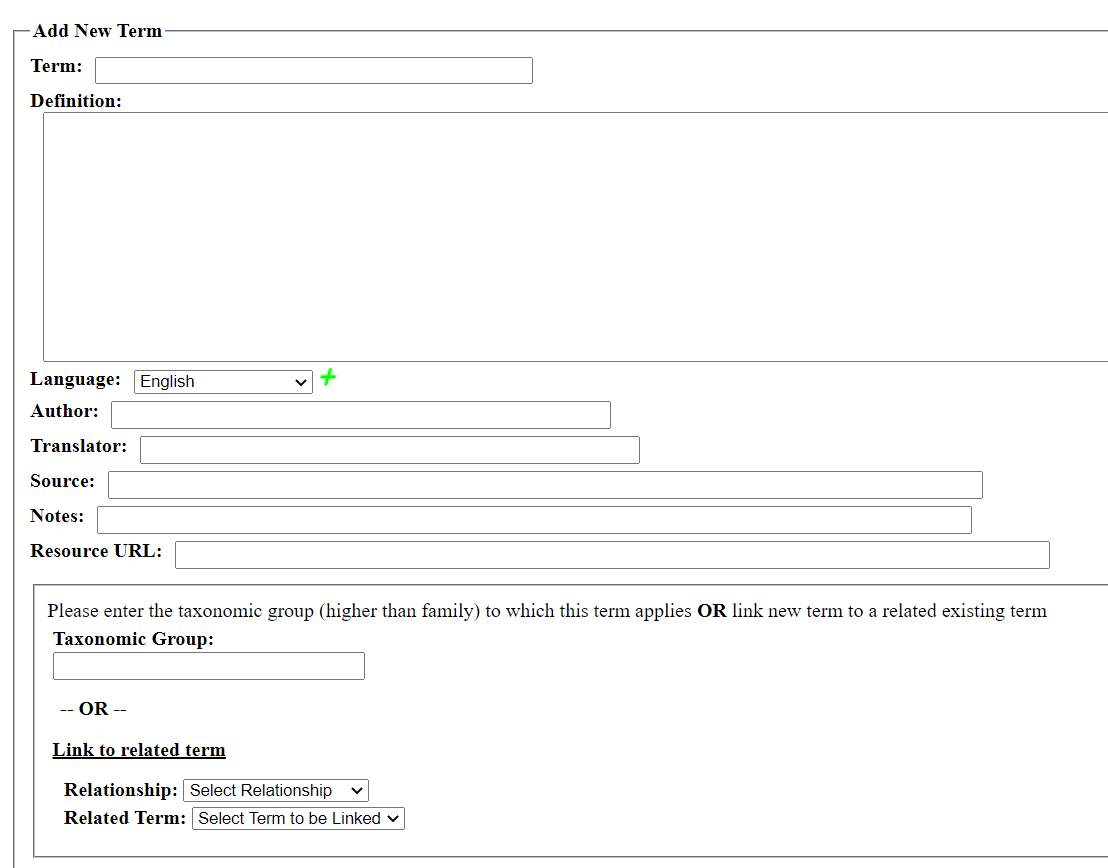 Add New Term
Term:
Definition:
Language: English
Author:
Translator:
Source:
Notes:
Resource URL:
Please enter the taxonomic group (higher than family) to which this term applies OR link new term to a related existing term
Taxonomic Group:
-- OR --
Link to related term
Relationship: Select Relationship
Related Term: Select Term to be Linked